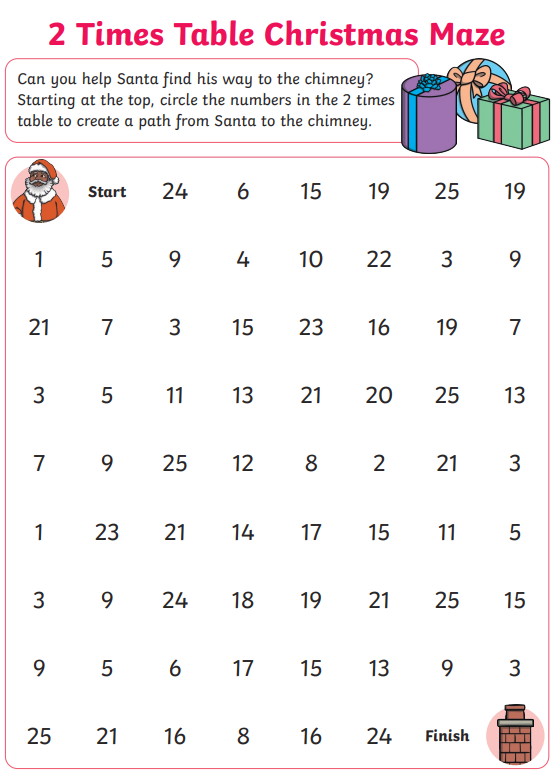 2 Times Table Christmas Maze
Can you help Santa find his way to the chimney?
Starting at the top, circle the numbers in the 2 times
table to create a path from Santa to the chimney.
Start 24 6 15 19 25 19
1 5 9 4 10 22 3 9
21 7 3 15 23 16 19 7
3 5 11 13 21 20 25 13
7 9 25 12 8 2 21 3
1 23 21 14 17 15 11 5
3 9 24 18 19 21 25 15
9 5 6 17 15 13 9 3
25 21 16 8 16 24 Finish